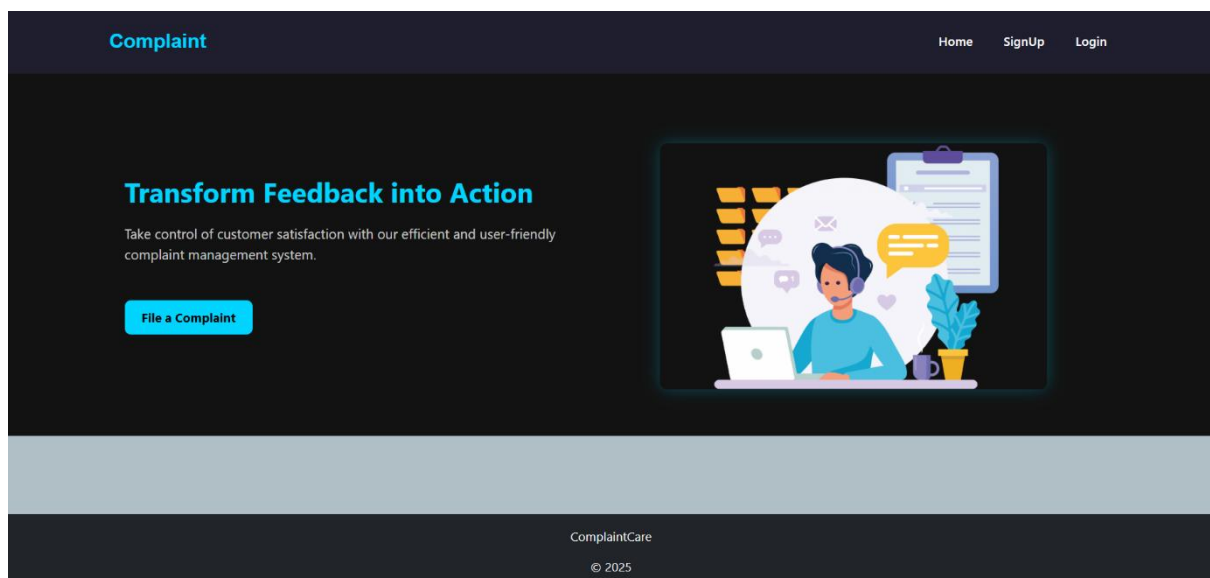 Complaint
Home SignUp Login
Transform Feedback into Action
Take control of customer satisfaction with our efficient and user-friendly
complaint management system.
File a Complaint
ComplaintCare
© 2025